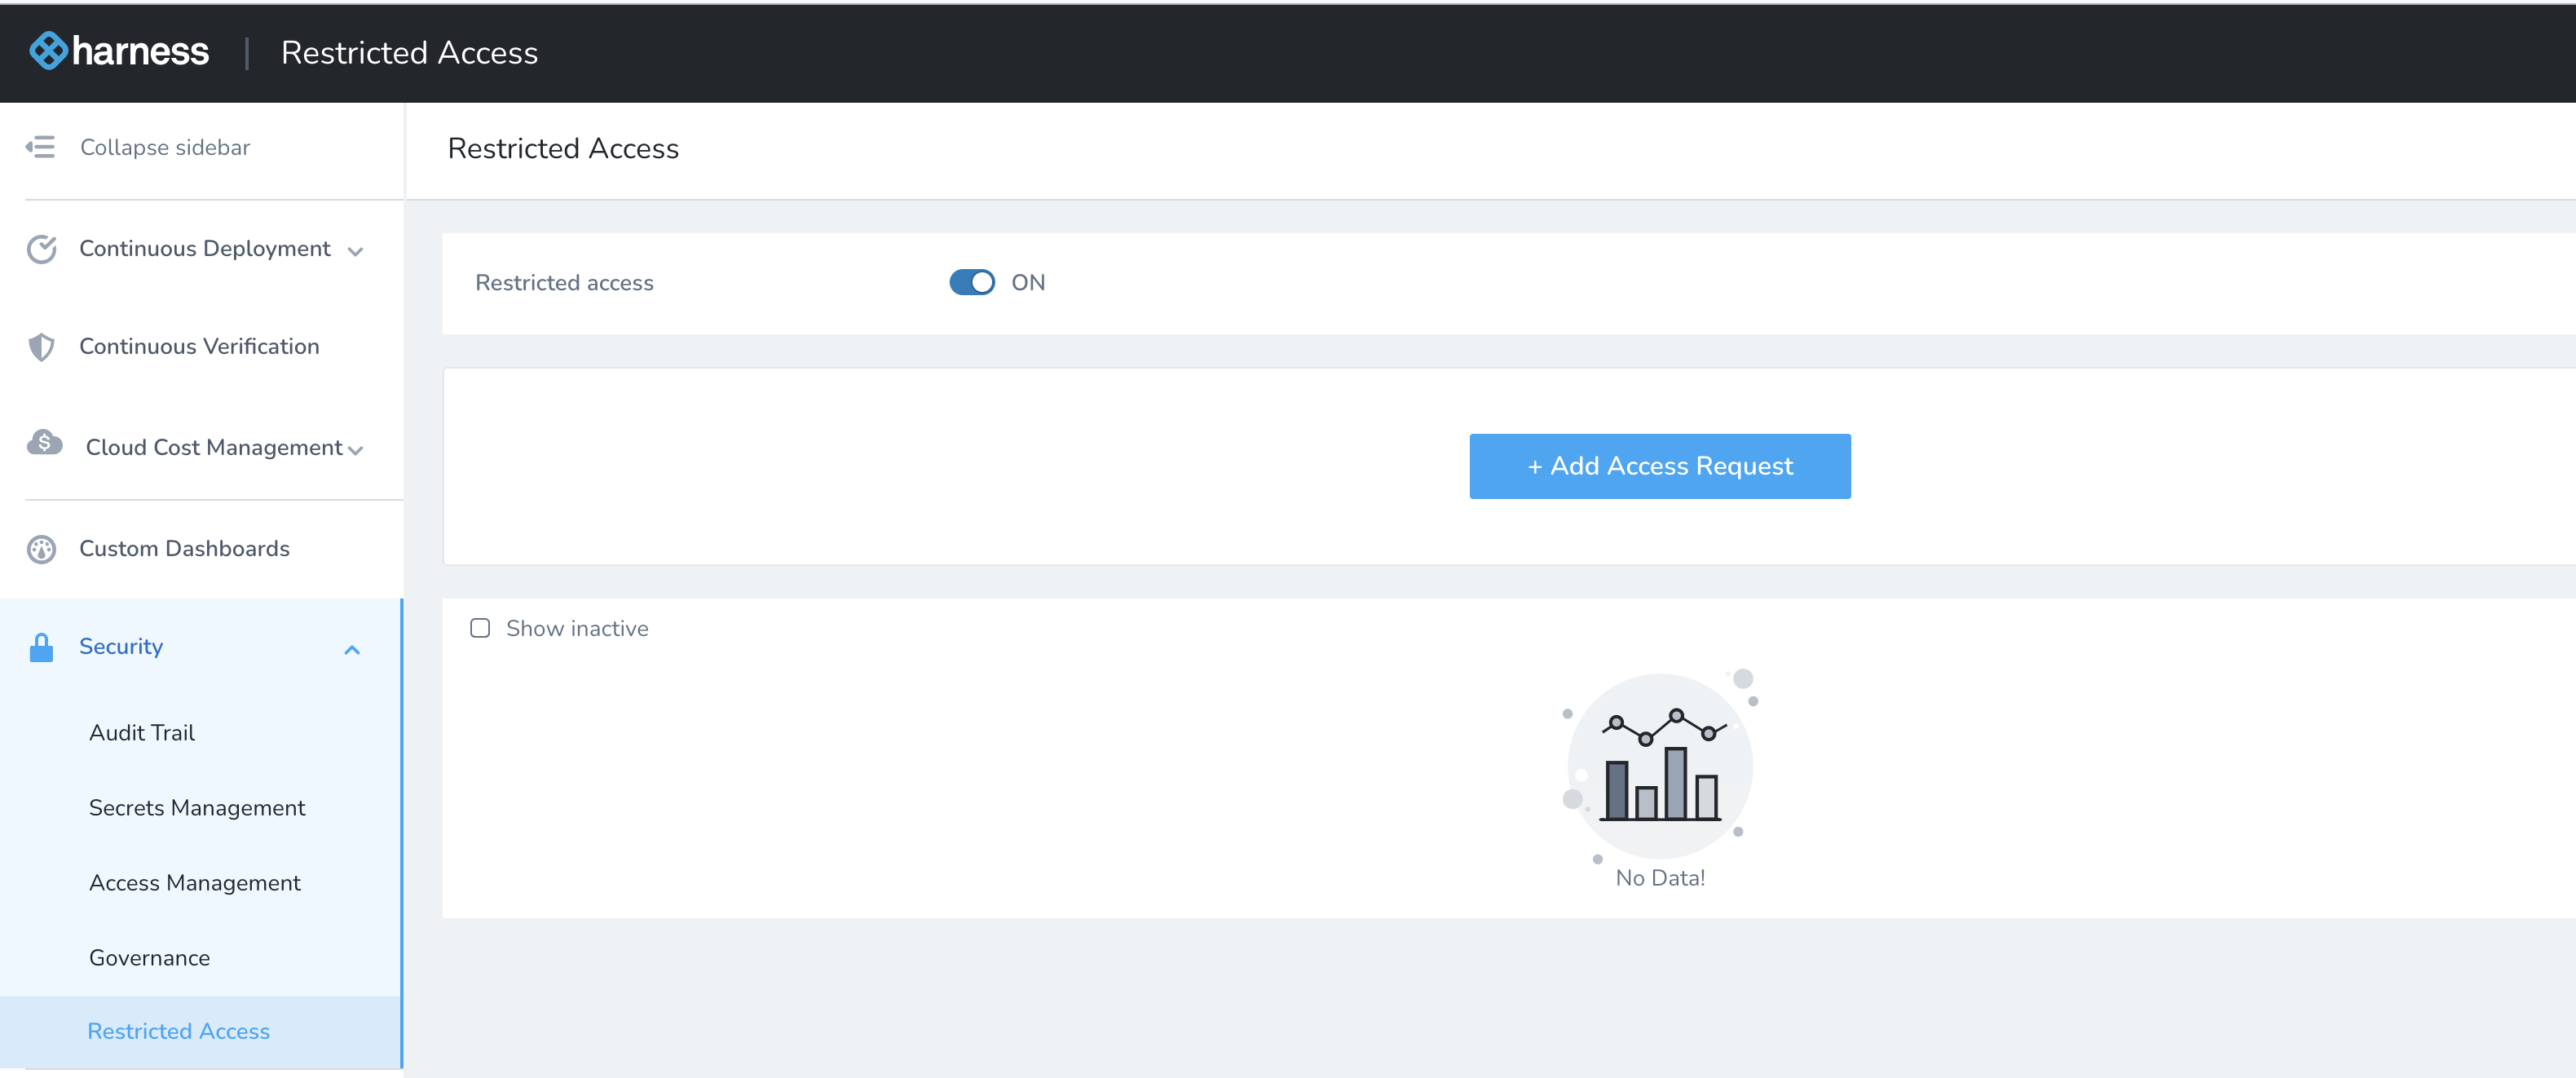 harness | Restricted Access
Collapse sidebar
Restricted Access
Continuous Deployment
Restricted access ON
Continuous Verification
Cloud Cost Management
+ Add Access Request
Custom Dashboards
Show inactive
Security
Audit Trail
Secrets Management
Access Management
No Data!
Governance
Restricted Access